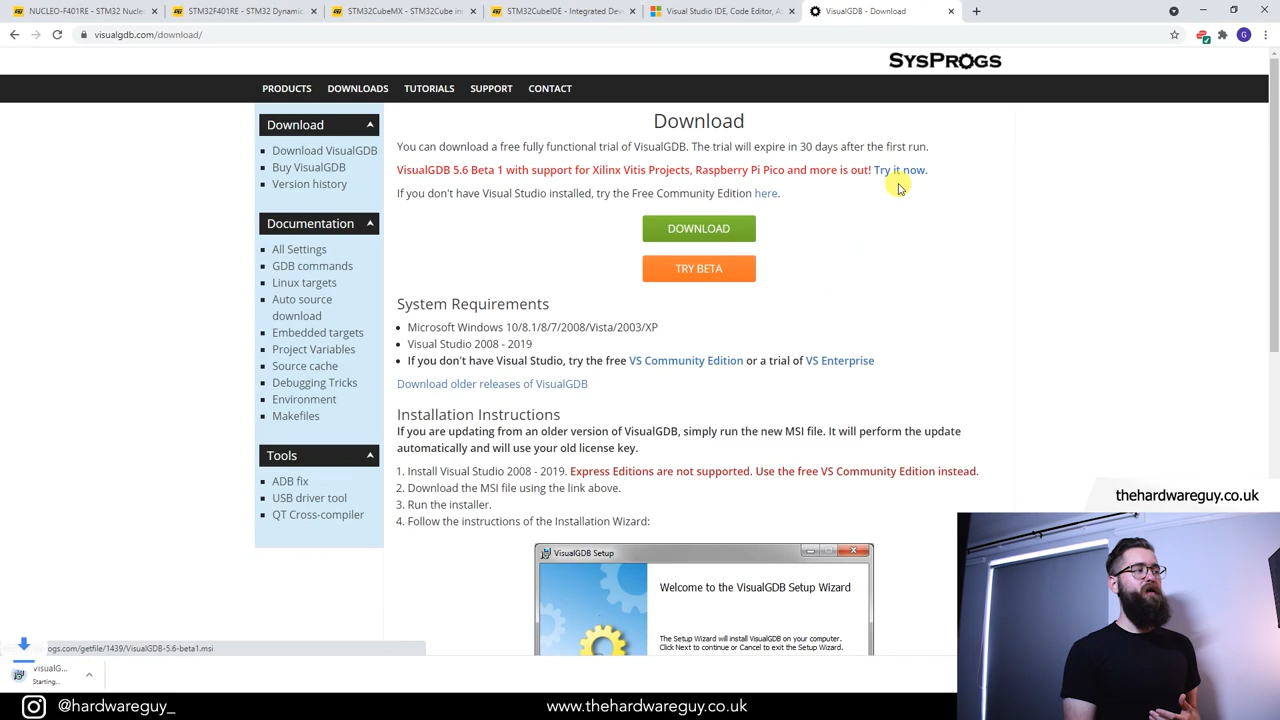 NUCLEO-F401RE - STM32 Nucleo
STM32F401RE - STM32 Dynamic
STM32CubeMX - STM32Cube ini
STM32CubeIDE - Integrated Dev
Visual Studio IDE, Code Editor, A
VisualGDB - Download
visualgdb.com/download/
G
SYSPROGS
PRODUCTS DOWNLOADS TUTORIALS SUPPORT CONTACT
Download
Download VisualGDB
Buy VisualGDB
Version history
Documentation
All Settings
GDB commands
Linux targets
Auto source
download
Embedded targets
Project Variables
Source cache
Debugging Tricks
Environment
Makefiles
Tools
ADB fix
USB driver tool
QT Cross-compiler
Download
You can download a free fully functional trial of VisualGDB. The trial will expire in 30 days after the first run.
VisualGDB 5.6 Beta 1 with support for Xilinx Vitis Projects, Raspberry Pi Pico and more is out! Try it now.
If you don't have Visual Studio installed, try the Free Community Edition here.
DOWNLOAD
TRY BETA
System Requirements
Microsoft Windows 10/8.1/8/7/2008/Vista/2003/XP
Visual Studio 2008 - 2019
If you don't have Visual Studio, try the free VS Community Edition or a trial of VS Enterprise
Download older releases of VisualGDB
Installation Instructions
If you are updating from an older version of VisualGDB, simply run the new MSI file. It will perform the update
automatically and will use your old license key.
1. Install Visual Studio 2008 - 2019. Express Editions are not supported. Use the free VS Community Edition instead.
2. Download the MSI file using the link above.
3. Run the installer.
4. Follow the instructions of the Installation Wizard:
VisualGDB Setup
Welcome to the VisualGDB Setup Wizard
The Setup Wizard will install VisualGDB on your computer.
Click Next to continue or Cancel to exit the Setup Wizard.
ogs.com/getfile/1439/VisualGDB-5.6-beta1.msi
VisualG...
Starting...
thehardwareguy.co.uk
@hardwareguy_
www.thehardwareguy.co.uk